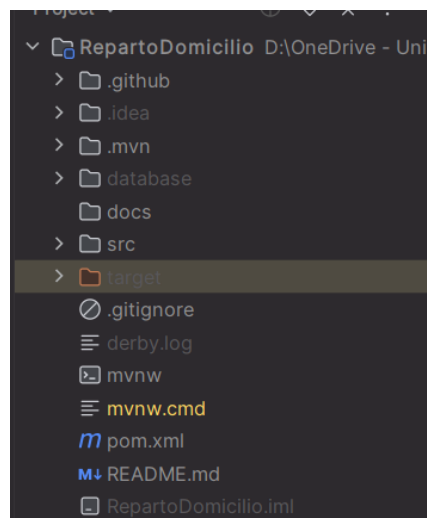 Project
RepartoDomicilio D:\OneDrive - Uni
.github
.idea
.mvn
database
docs
src
target
.gitignore
derby.log
mvnw
mvnw.cmd
m pom.xml
M↓ README.md
RepartoDomicilio.iml